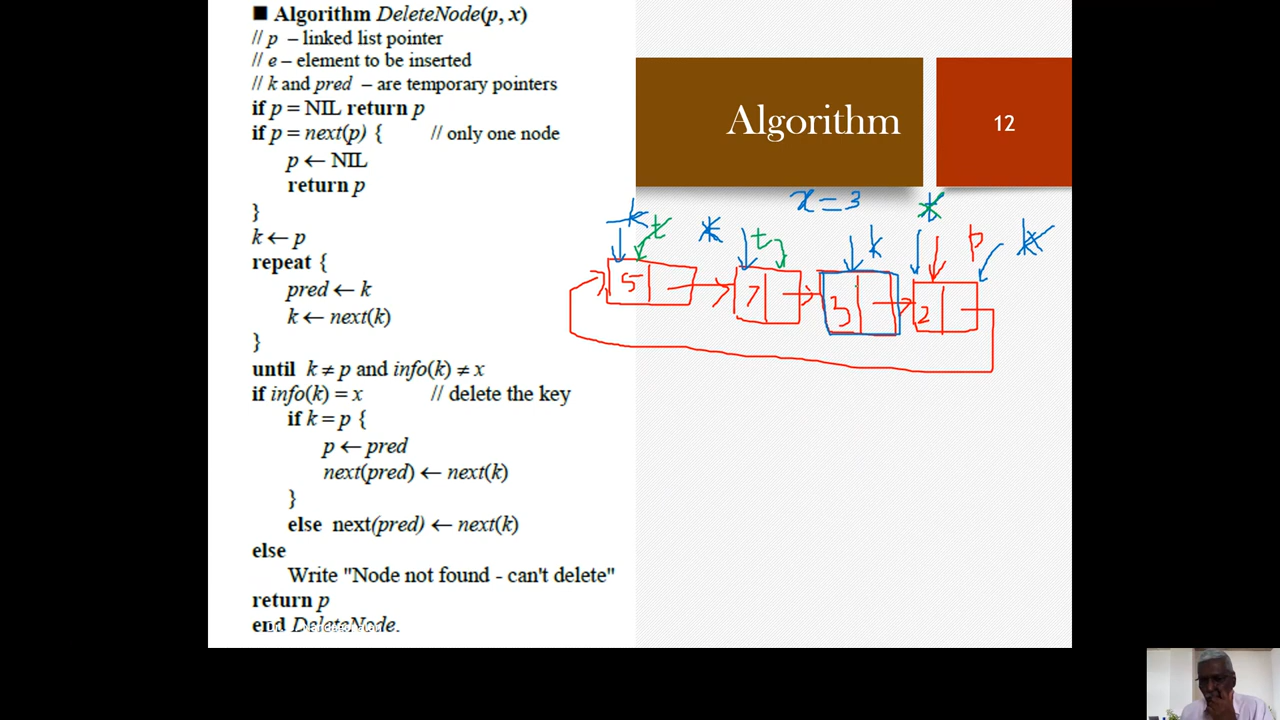 ■ Algorithm DeleteNode(p, x)
// p – linked list pointer
// e – element to be inserted
// k and pred – are temporary pointers
if p = NIL return p
if p = next(p) { // only one node
p ← NIL
return p
}
k ← p
repeat {
pred ← k
k ← next(k)
}
until k ≠ p and info(k) ≠ x
if info(k) = x // delete the key
if k = p {
p ← pred
next(pred) ← next(k)
}
else next(pred) ← next(k)
else
Write "Node not found - can't delete"
return p
end DeleteNode.
Algorithm
12
x = 3
k t k t k t p k
5 7 3 2